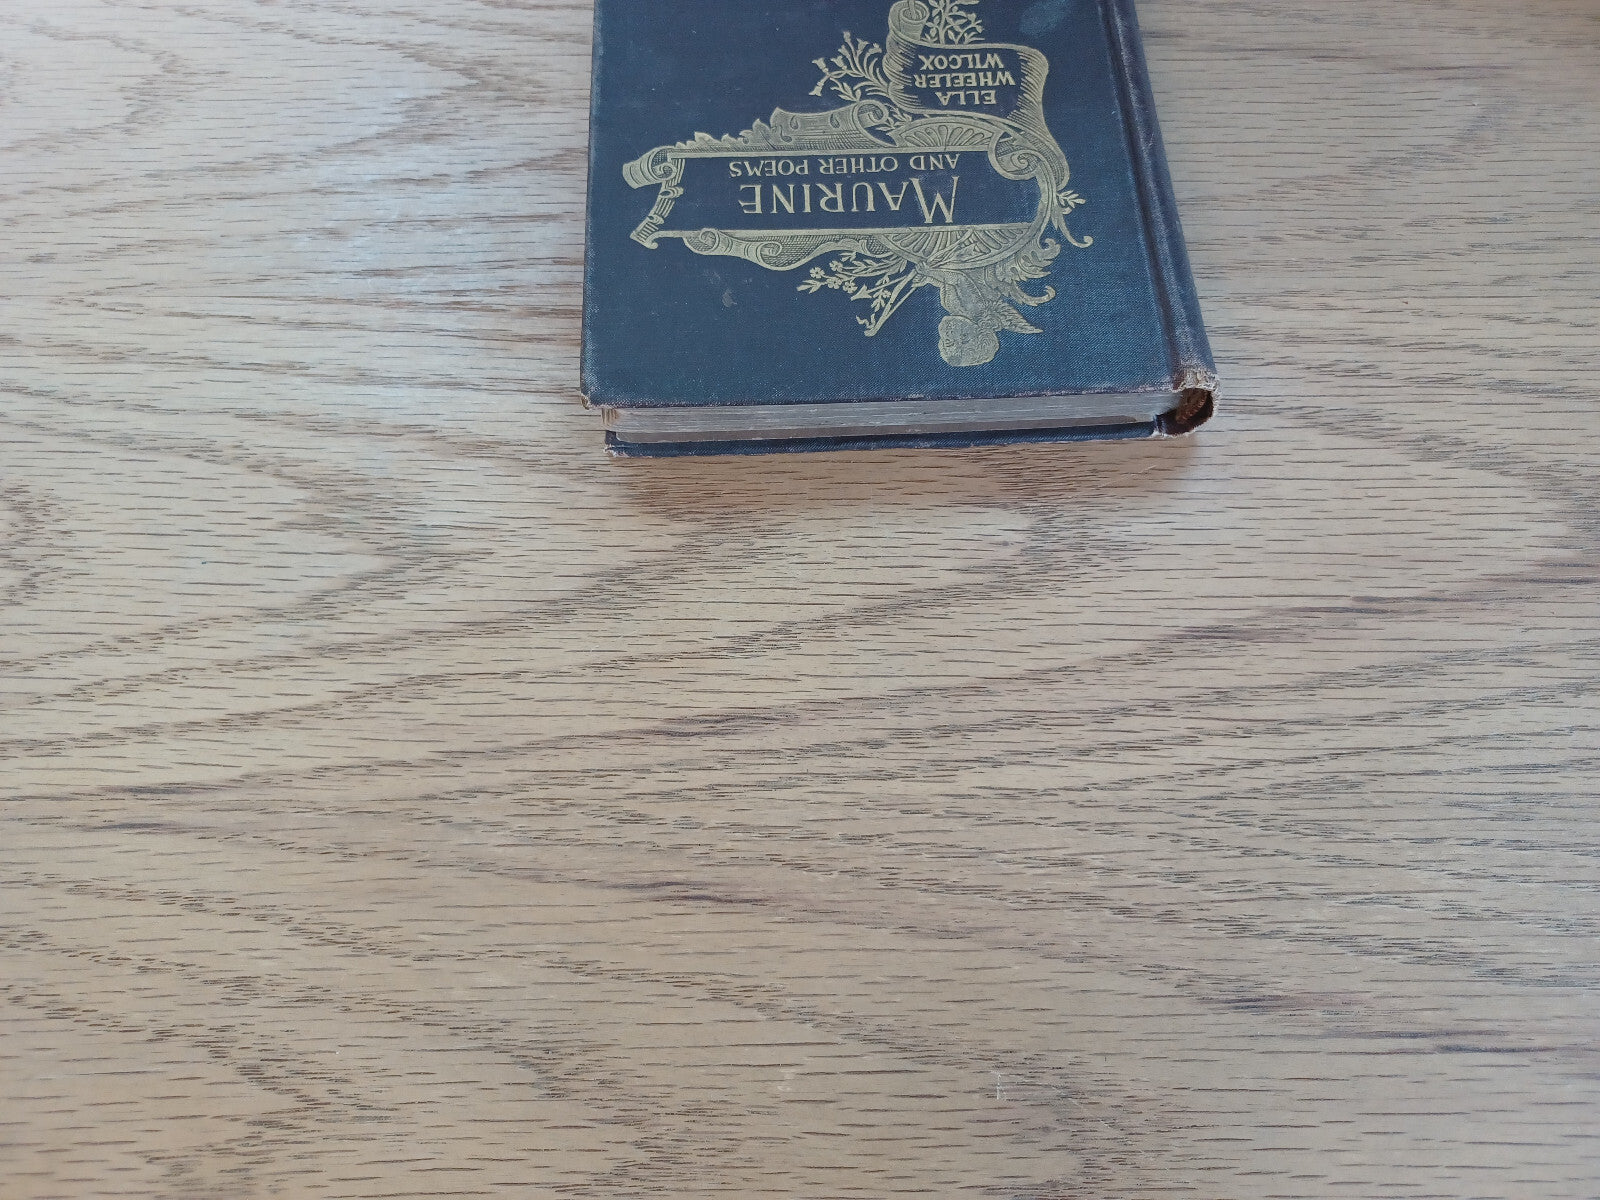 MAURINE
AND OTHER POEMS
ELLA
WHEELER
WILCOX